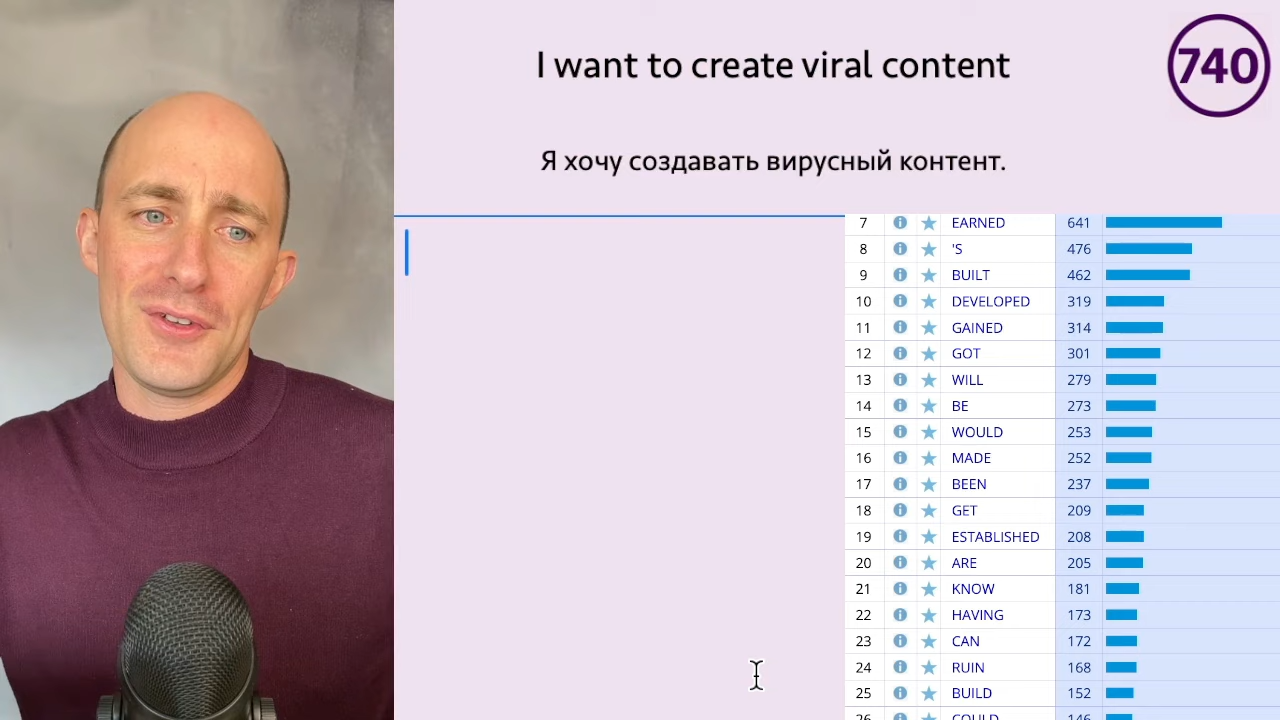 I want to create viral content
740
Я хочу создавать вирусный контент.
7 EARNED 641
8 'S 476
9 BUILT 462
10 DEVELOPED 319
11 GAINED 314
12 GOT 301
13 WILL 279
14 BE 273
15 WOULD 253
16 MADE 252
17 BEEN 237
18 GET 209
19 ESTABLISHED 208
20 ARE 205
21 KNOW 181
22 HAVING 173
23 CAN 172
24 RUIN 168
25 BUILD 152
26 COULD 146